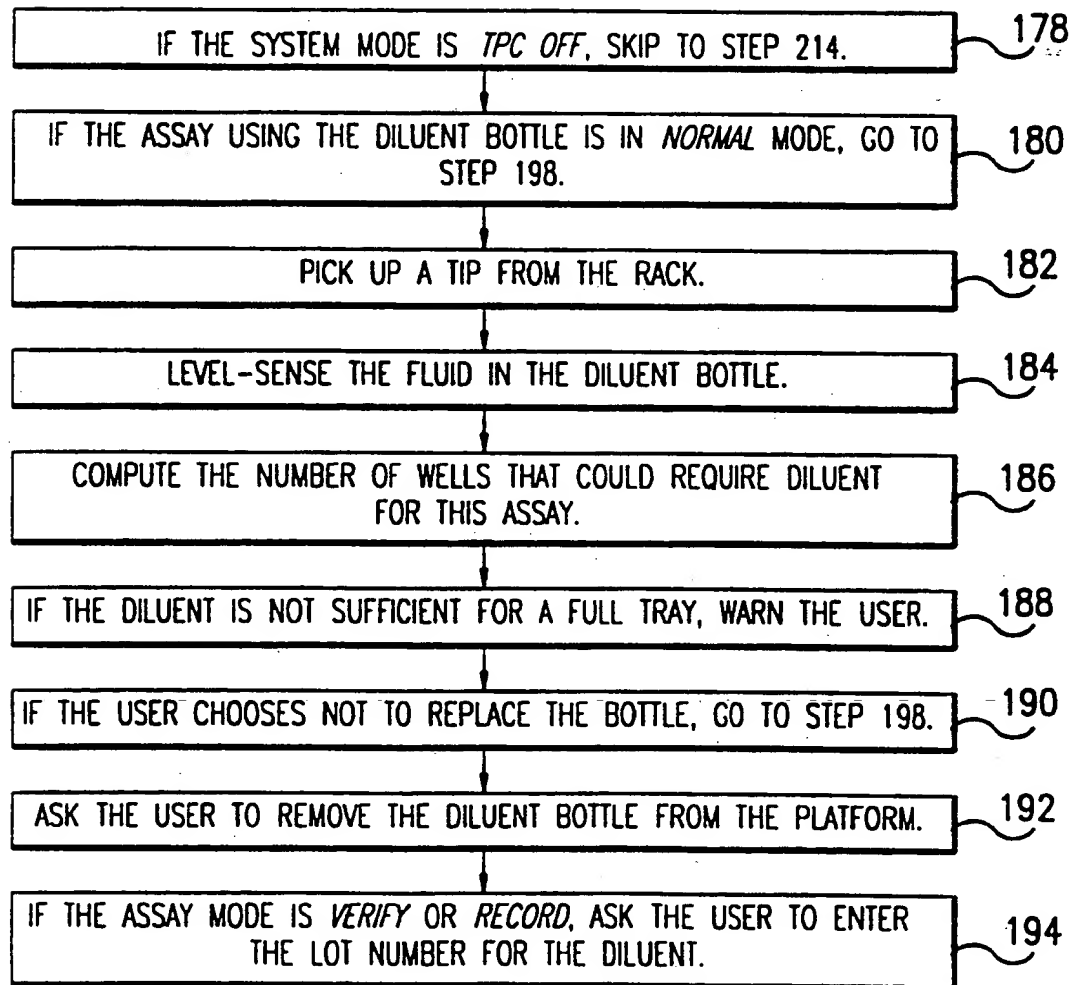 IF THE SYSTEM MODE IS TPC OFF, SKIP TO STEP 214.
178
IF THE ASSAY USING THE DILUENT BOTTLE IS IN NORMAL MODE, GO TO
STEP 198.
180
PICK UP A TIP FROM THE RACK.
182
LEVEL-SENSE THE FLUID IN THE DILUENT BOTTLE.
184
COMPUTE THE NUMBER OF WELLS THAT COULD REQUIRE DILUENT
FOR THIS ASSAY.
186
IF THE DILUENT IS NOT SUFFICIENT FOR A FULL TRAY, WARN THE USER.
188
IF THE USER CHOOSES NOT TO REPLACE THE BOTTLE, GO TO STEP 198.
190
ASK THE USER TO REMOVE THE DILUENT BOTTLE FROM THE PLATFORM.
192
IF THE ASSAY MODE IS VERIFY OR RECORD, ASK THE USER TO ENTER
THE LOT NUMBER FOR THE DILUENT.
194